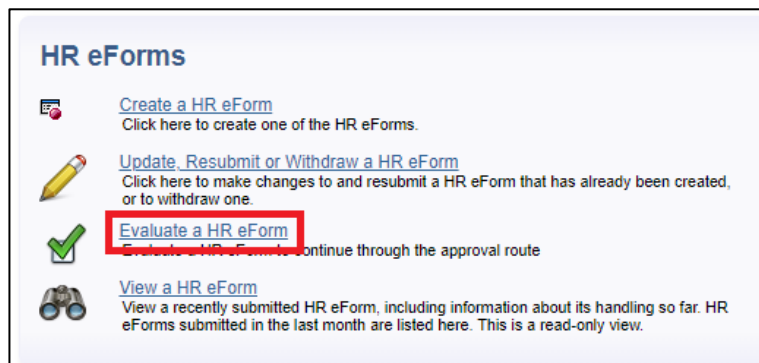 HR eForms
Create a HR eForm
Click here to create one of the HR eForms.
Update, Resubmit or Withdraw a HR eForm
Click here to make changes to and resubmit a HR eForm that has already been created,
or to withdraw one.
Evaluate a HR eForm
Evaluate a HR eForm to continue through the approval route
View a HR eForm
View a recently submitted HR eForm, including information about its handling so far. HR
eForms submitted in the last month are listed here. This is a read-only view.